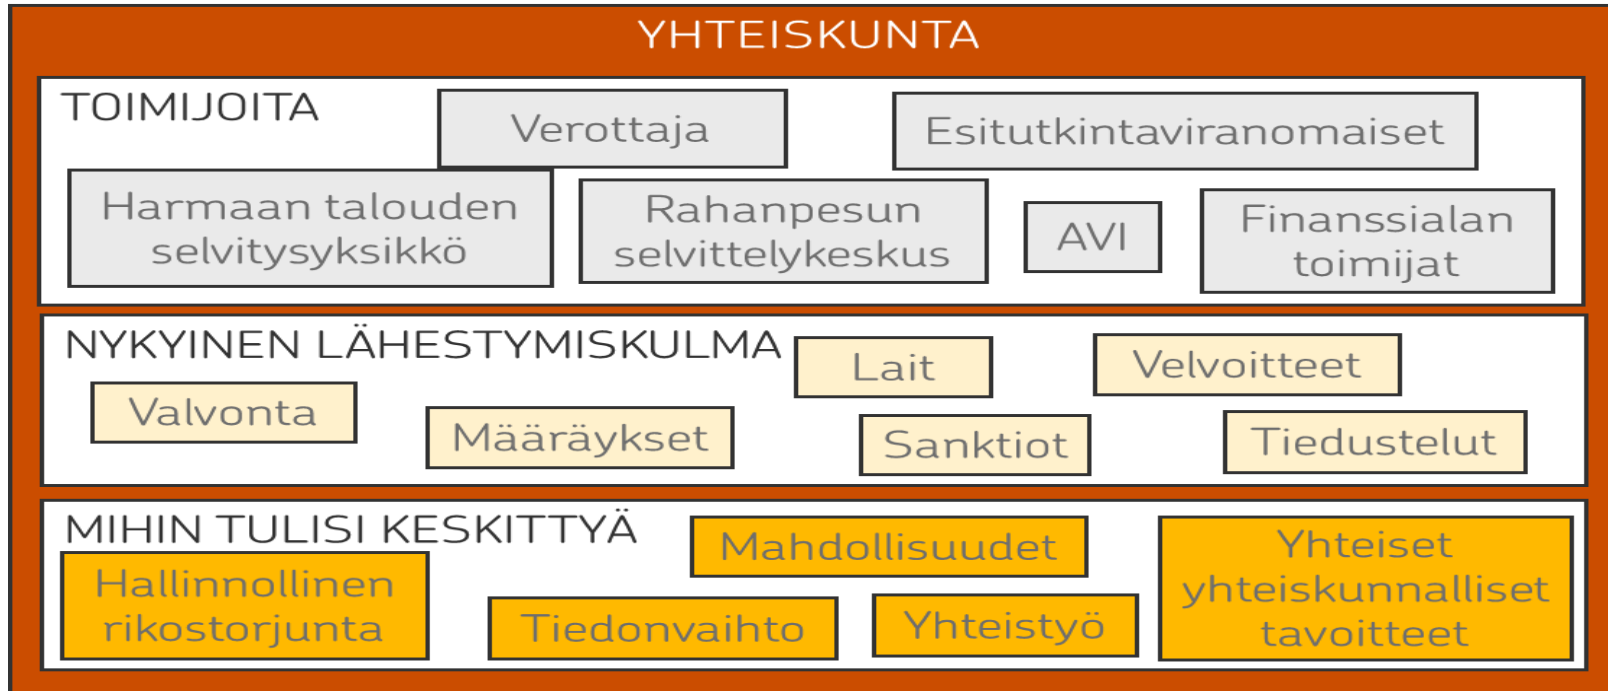 YHTEISKUNTA
TOIMIJOITA
Verottaja
Esitutkintaviranomaiset
Harmaan talouden
selvitysyksikkö
Rahanpesun
selvittelykeskus
AVI
Finanssialan
toimijat
NYKYINEN LÄHESTYMISKULMA
Lait
Velvoitteet
Valvonta
Määräykset
Sanktiot
Tiedustelut
MIHIN TULISI KESKITTYÄ
Mahdollisuudet
Yhteiset
yhteiskunnalliset
tavoitteet
Hallinnollinen
rikostorjunta
Tiedonvaihto
Yhteistyö